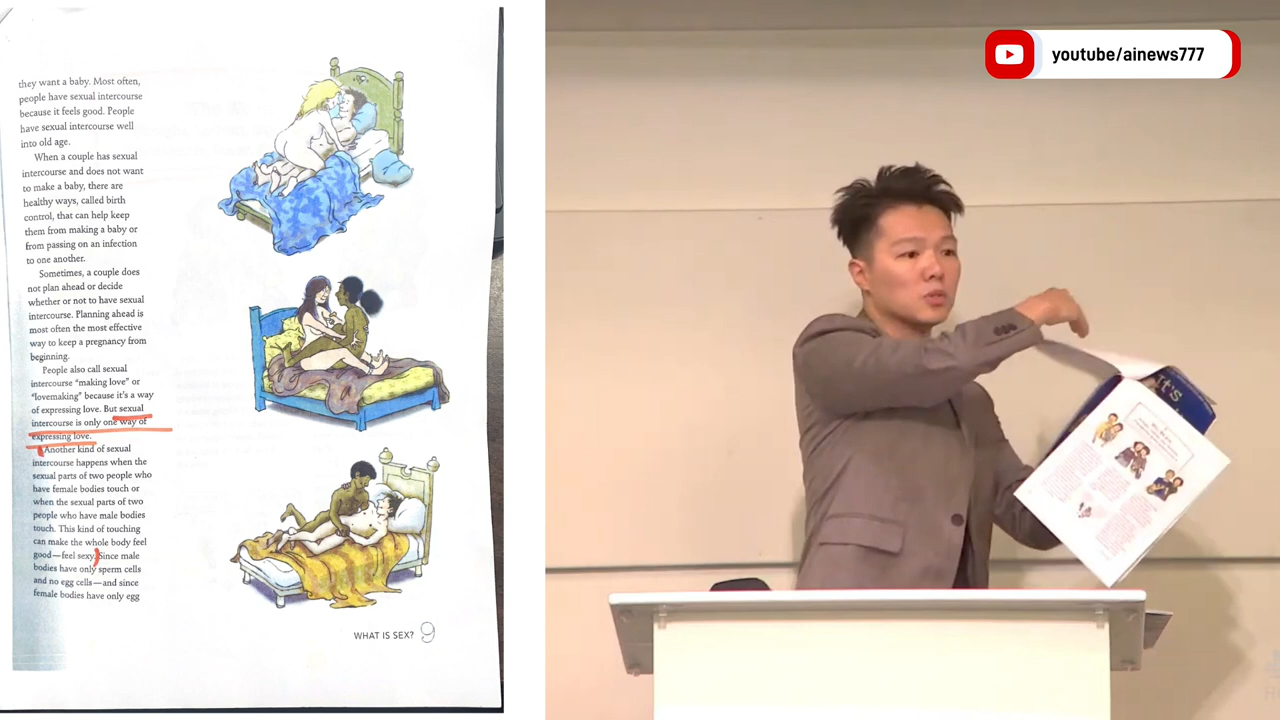 they want a baby. Most often,
people have sexual intercourse
because it feels good. People
have sexual intercourse well
into old age.
When a couple has sexual
intercourse and does not want
to make a baby, there are
healthy ways, called birth
control, that can help keep
them from making a baby or
from passing on an infection
to one another.
Sometimes, a couple does
not plan ahead or decide
whether or not to have sexual
intercourse. Planning ahead is
most often the most effective
way to keep a pregnancy from
beginning.
People also call sexual
intercourse "making love" or
"lovemaking" because it's a way
of expressing love. But sexual
intercourse is only one way of
expressing love.
Another kind of sexual
intercourse happens when the
sexual parts of two people who
have female bodies touch or
when the sexual parts of two
people who have male bodies
touch. This kind of touching
can make the whole body feel
good—feel sexy. Since male
bodies have only sperm cells
and no egg cells—and since
female bodies have only egg
WHAT IS SEX? 9
youtube/ainews777
It's